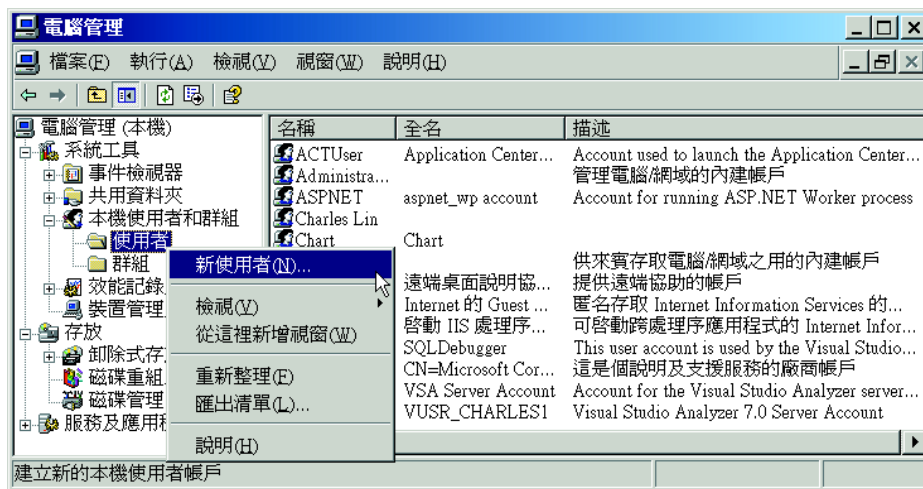 電腦管理
檔案(F) 執行(A) 檢視(V) 視窗(W) 說明(H)
電腦管理 (本機)
系統工具
事件檢視器
共用資料夾
本機使用者和群組
使用者
群組
效能記錄
裝置管理
存放
卸除式存
磁碟重組
磁碟管理
服務及應用程
名稱 全名 描述
ACTUser Application Center... Account used to launch the Application Center...
Administra... 管理電腦/網域的內建帳戶
ASPNET aspnet_wp account Account for running ASP.NET Worker process
Charles Lin
Chart Chart
供來賓存取電腦/網域之用的內建帳戶
遠端桌面說明協... 提供遠端協助的帳戶
Internet 的 Guest ... 匿名存取 Internet Information Services 的...
啟動 IIS 處理序... 可啟動跨處理序應用程式的 Internet Infor...
SQLDebugger This user account is used by the Visual Studio...
CN=Microsoft Cor... 這是個說明及支援服務的廠商帳戶
VSA Server Account Account for the Visual Studio Analyzer server...
VUSR_CHARLES1 Visual Studio Analyzer 7.0 Server Account
新使用者(N)...
檢視(V)
從這裡新增視窗(W)
重新整理(F)
匯出清單(L)...
說明(H)
建立新的本機使用者帳戶